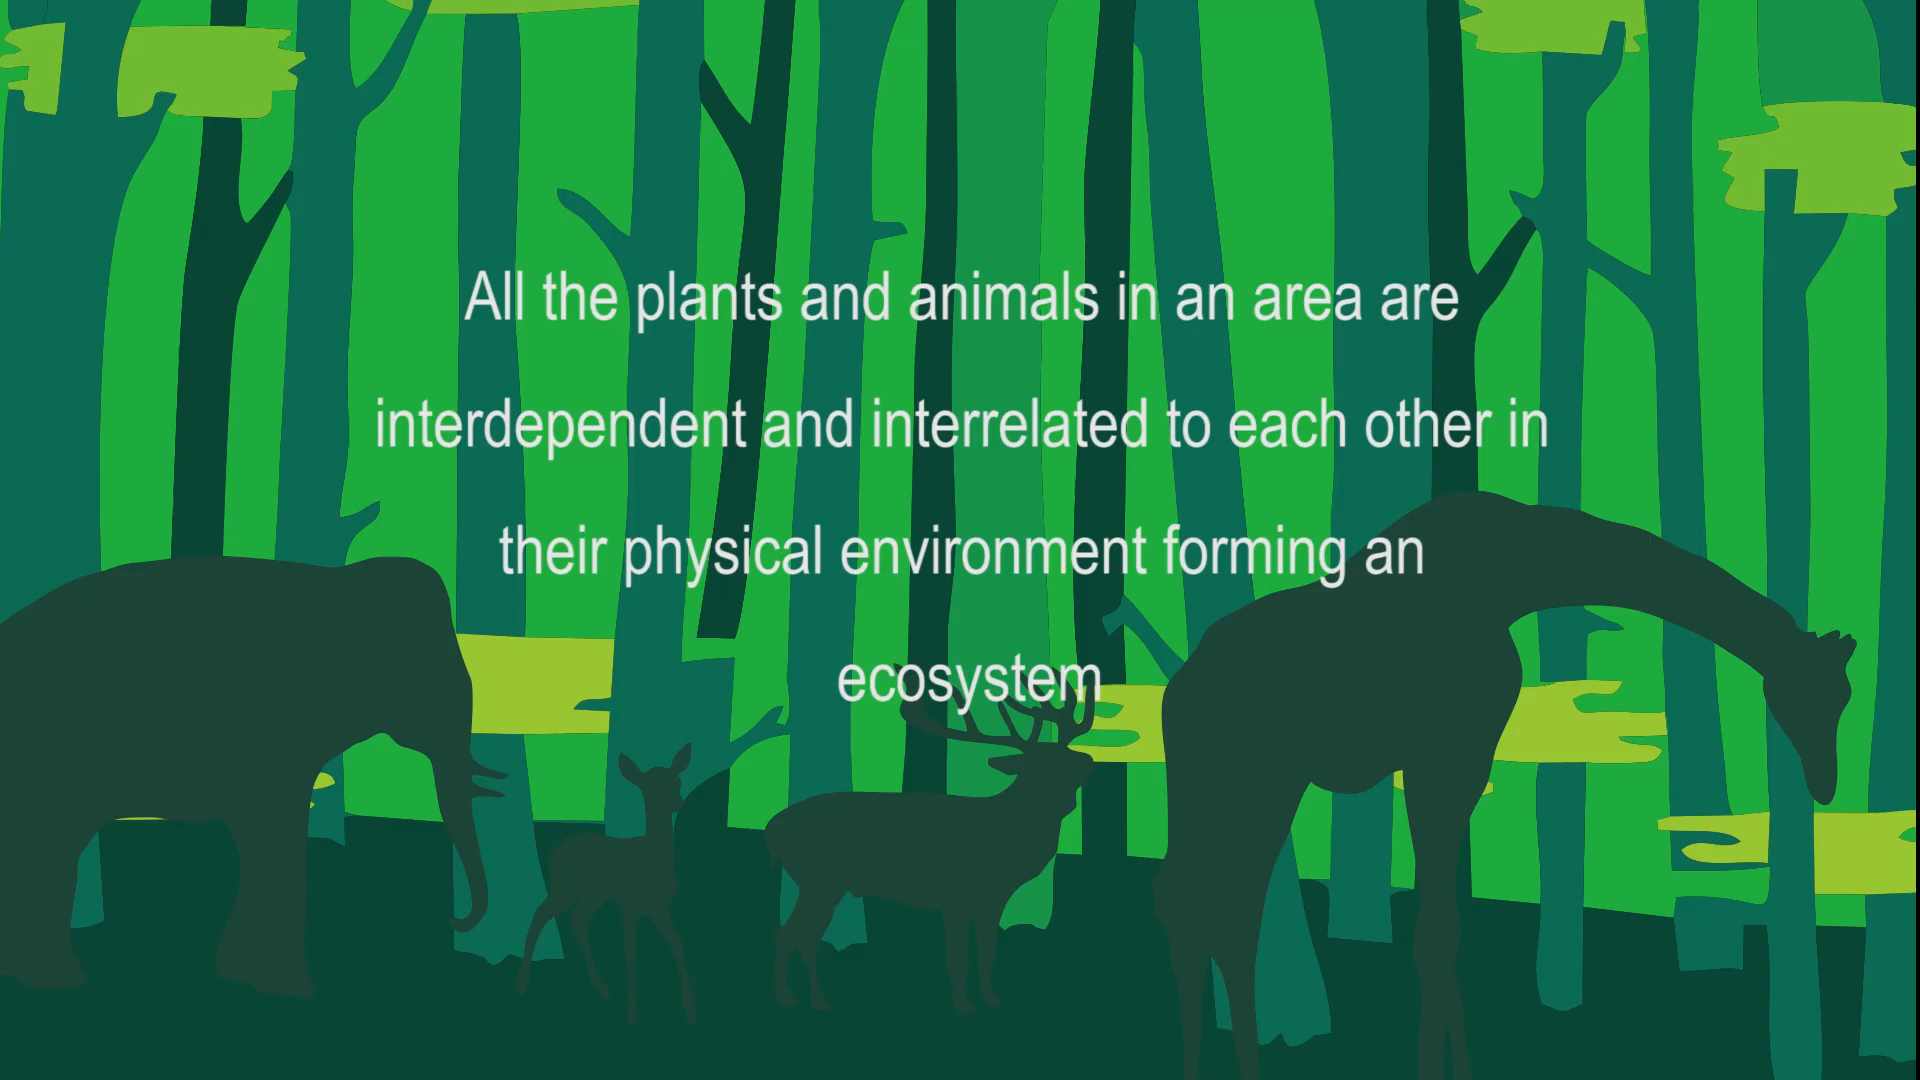 All the plants and animals in an area are
interdependent and interrelated to each other in
their physical environment forming an
ecosystem